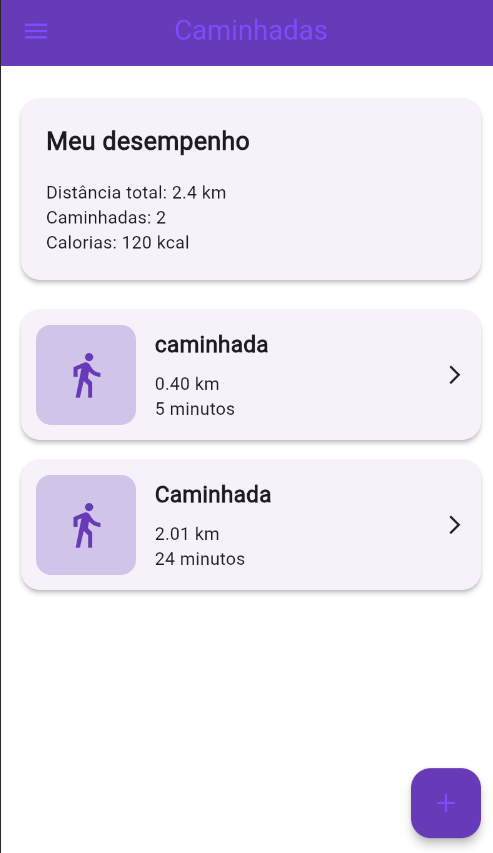 Caminhadas
Meu desempenho
Distância total: 2.4 km
Caminhadas: 2
Calorias: 120 kcal
caminhada
0.40 km
5 minutos
Caminhada
2.01 km
24 minutos